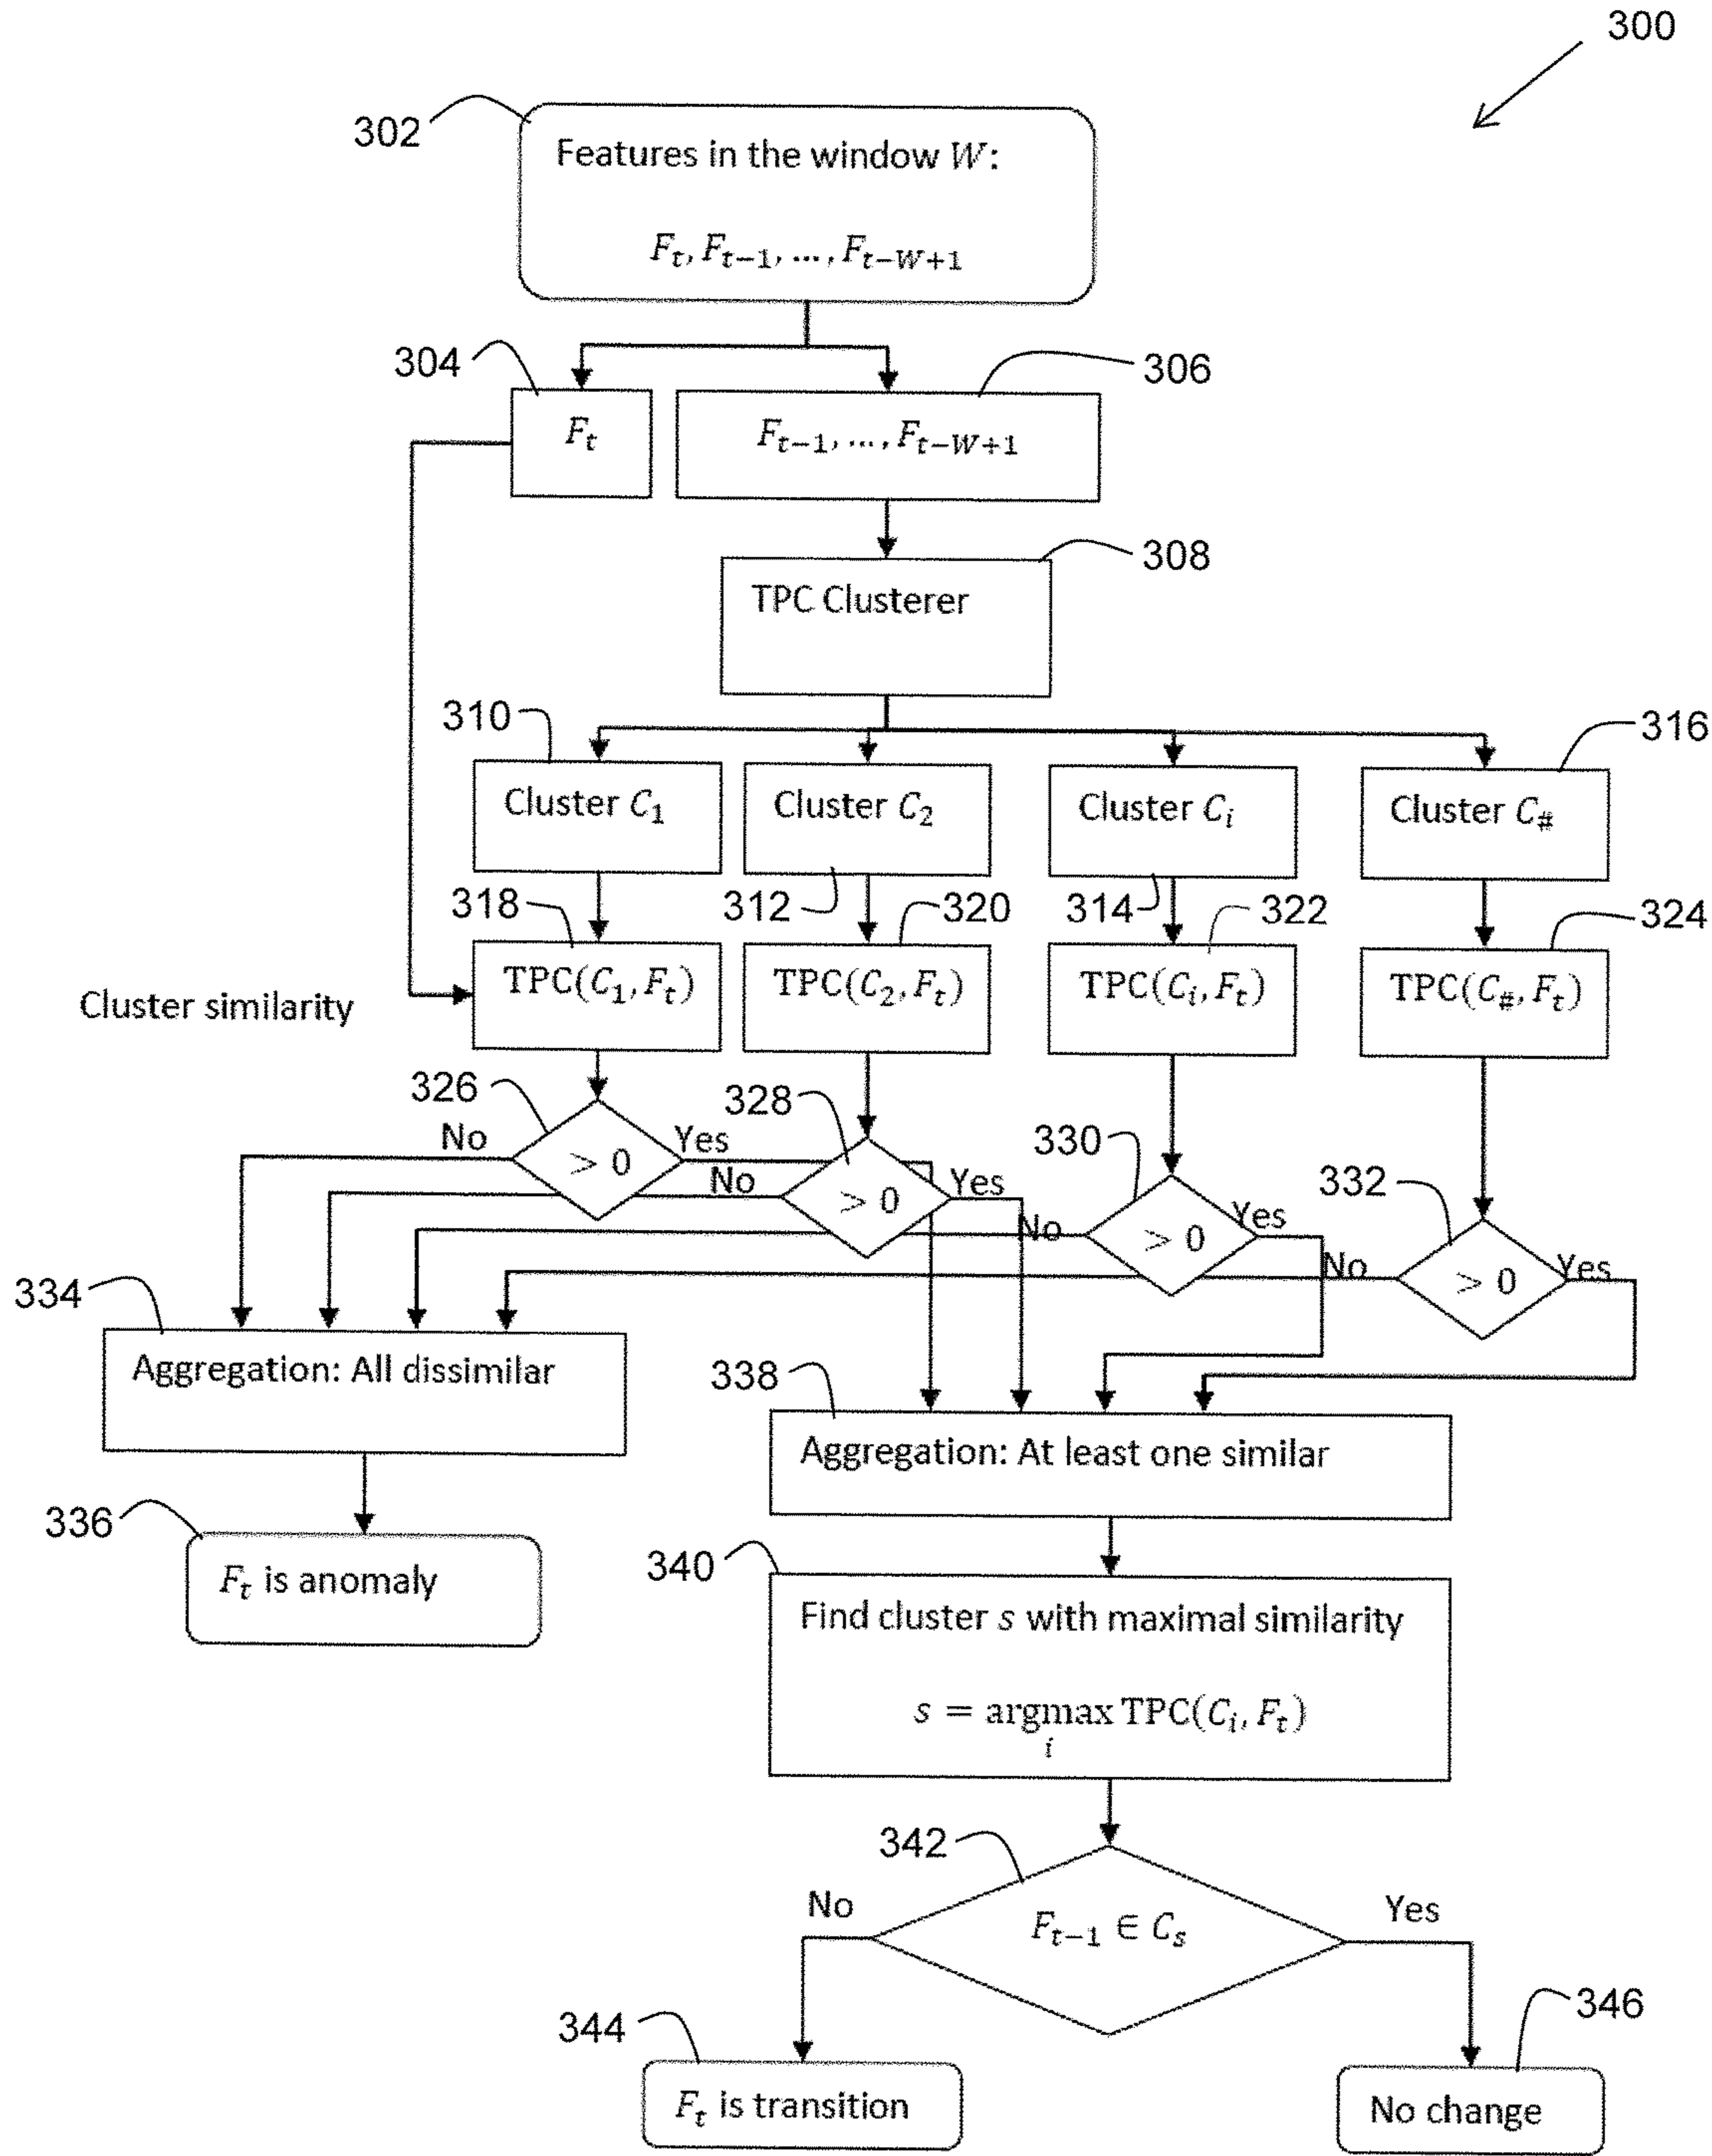 300
302
Features in the window W:
F_t, F_{t−1}, ..., F_{t−W+1}
304
306
F_t
F_{t−1}, ..., F_{t−W+1}
308
TPC Clusterer
310
316
Cluster C_1
Cluster C_2
Cluster C_i
Cluster C_#
318
312
320
314
322
324
Cluster similarity
TPC(C_1, F_t)
TPC(C_2, F_t)
TPC(C_i, F_t)
TPC(C_#, F_t)
326
328
330
332
No
> 0
Yes
No
> 0
Yes
No
> 0
Yes
No
> 0
Yes
334
Aggregation: All dissimilar
338
Aggregation: At least one similar
336
F_t is anomaly
340
Find cluster s with maximal similarity
s = argmax TPC(C_i, F_t)
i
342
No
F_{t−1} ∈ C_s
Yes
344
346
F_t is transition
No change